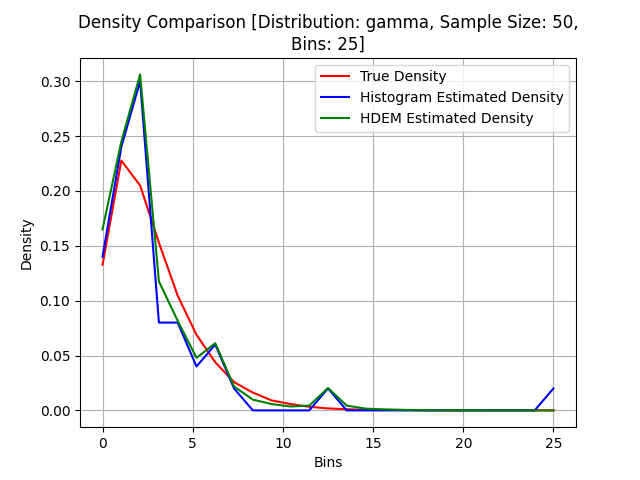 Density Comparison [Distribution: gamma, Sample Size: 50,
Bins: 25]
True Density
Histogram Estimated Density
HDEM Estimated Density
Density
0.30
0.25
0.20
0.15
0.10
0.05
0.00
0 5 10 15 20 25
Bins